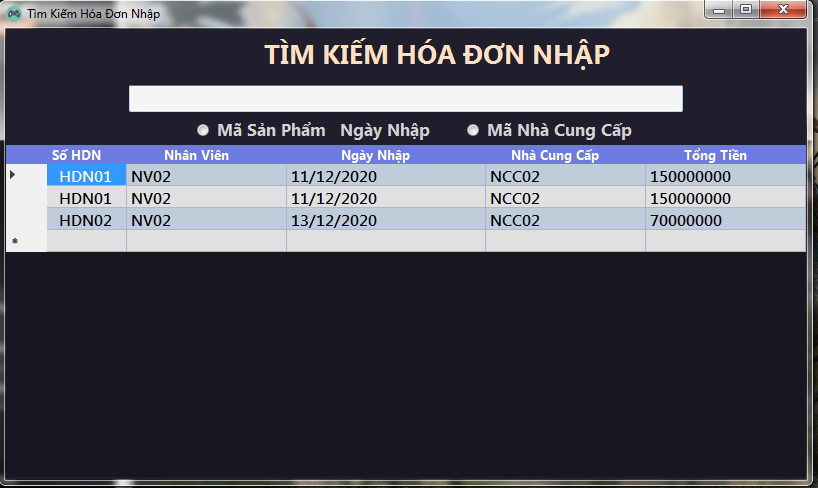 Tìm Kiếm Hóa Đơn Nhập
TÌM KIẾM HÓA ĐƠN NHẬP
Mã Sản Phẩm Ngày Nhập Mã Nhà Cung Cấp
Số HDN Nhân Viên Ngày Nhập Nhà Cung Cấp Tổng Tiền
HDN01 NV02 11/12/2020 NCC02 150000000
HDN01 NV02 11/12/2020 NCC02 150000000
HDN02 NV02 13/12/2020 NCC02 70000000